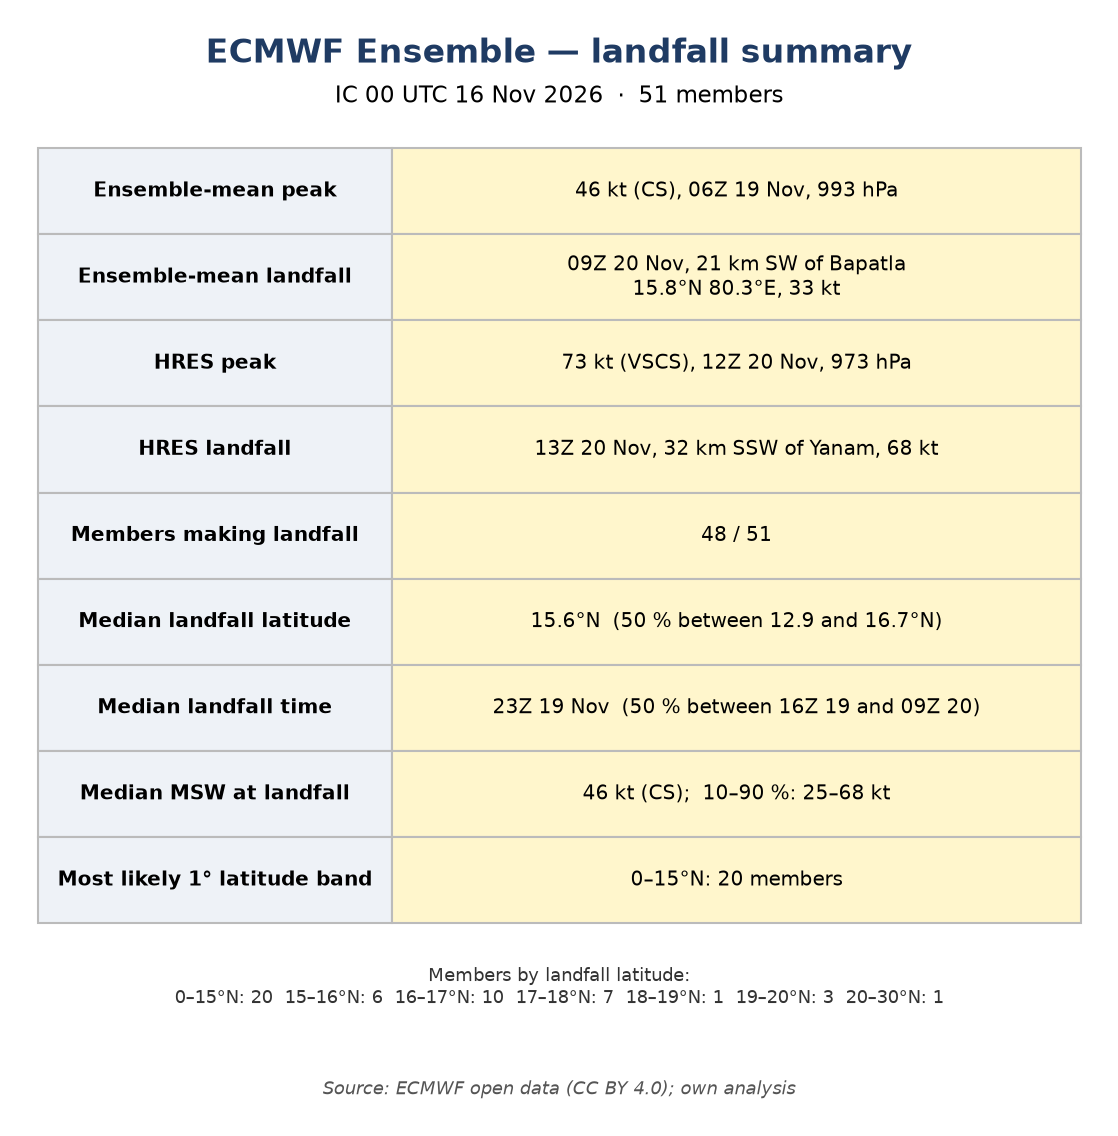 ECMWF Ensemble — landfall summary
IC 00 UTC 16 Nov 2026 · 51 members
Ensemble-mean peak
46 kt (CS), 06Z 19 Nov, 993 hPa
Ensemble-mean landfall
09Z 20 Nov, 21 km SW of Bapatla
15.8°N 80.3°E, 33 kt
HRES peak
73 kt (VSCS), 12Z 20 Nov, 973 hPa
HRES landfall
13Z 20 Nov, 32 km SSW of Yanam, 68 kt
Members making landfall
48 / 51
Median landfall latitude
15.6°N (50 % between 12.9 and 16.7°N)
Median landfall time
23Z 19 Nov (50 % between 16Z 19 and 09Z 20)
Median MSW at landfall
46 kt (CS); 10–90 %: 25–68 kt
Most likely 1° latitude band
0–15°N: 20 members
Members by landfall latitude:
0–15°N: 20 15–16°N: 6 16–17°N: 10 17–18°N: 7 18–19°N: 1 19–20°N: 3 20–30°N: 1
Source: ECMWF open data (CC BY 4.0); own analysis